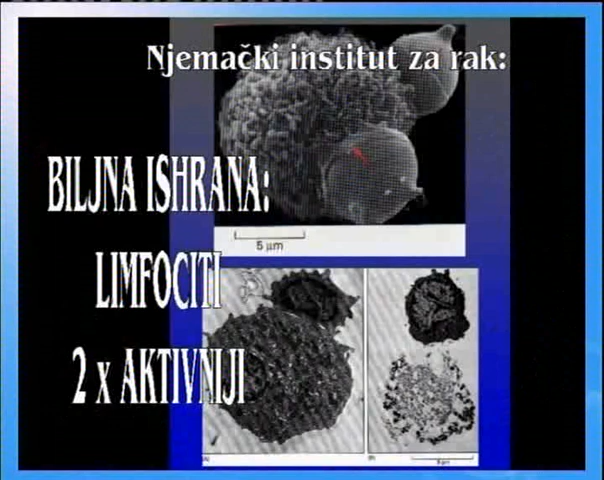 Njemački institut za rak:
BILJNA ISHRANA:
5 μm
LIMFOCITI
2 x AKTIVNIJI